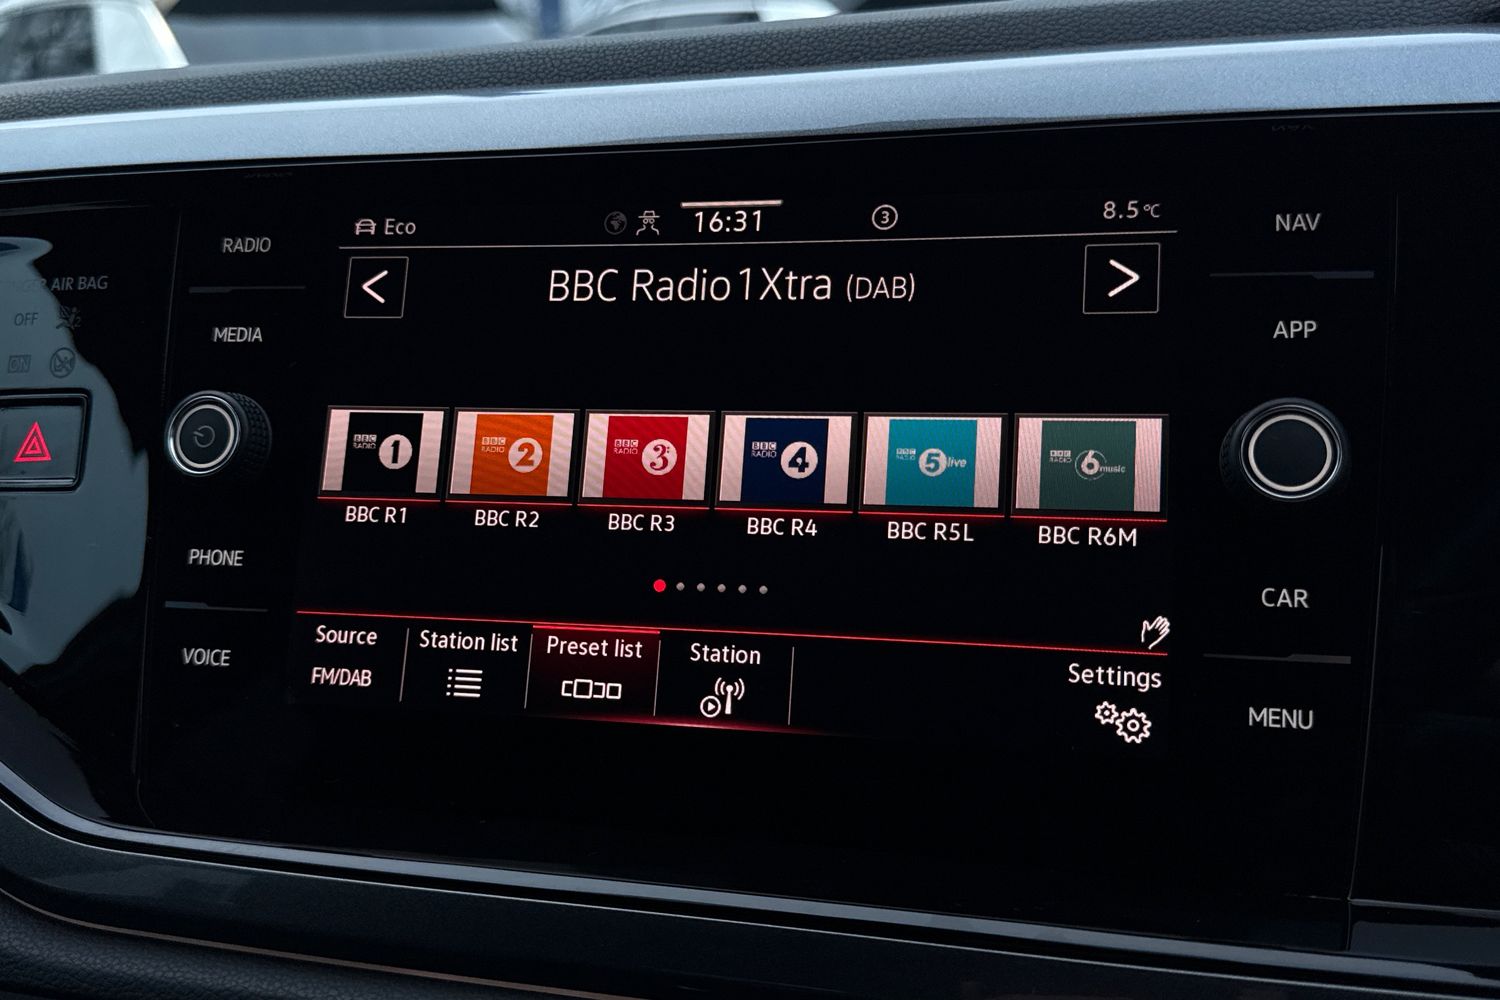 RADIO
MEDIA
PHONE
VOICE
AIR BAG
OFF
ON
Eco
16:31
3
8.5°C
<
BBC Radio1Xtra (DAB)
>
BBC RADIO 1
BBC RADIO 2
BBC RADIO 3
BBC RADIO 4
BBC RADIO 5 live
BBC RADIO 6 music
BBC R1
BBC R2
BBC R3
BBC R4
BBC R5L
BBC R6M
Source
FM/DAB
Station list
Preset list
Station
Settings
NAV
APP
CAR
MENU